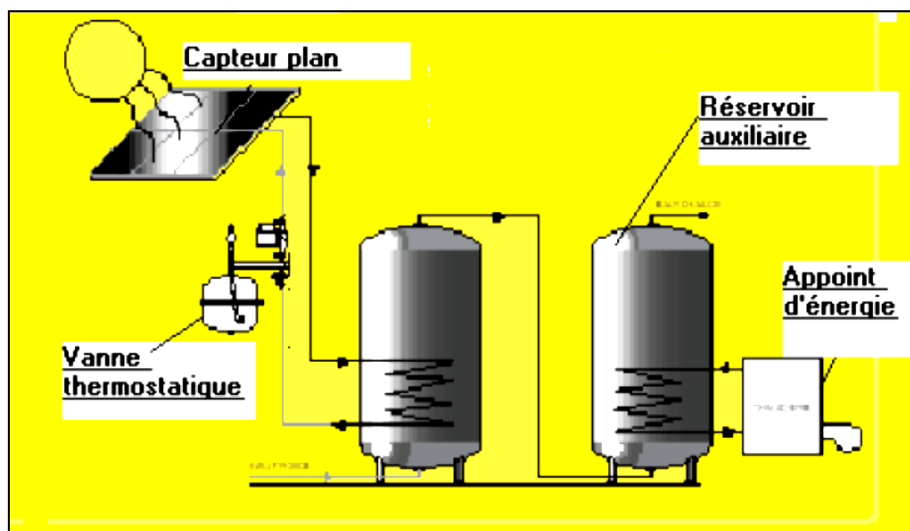 Capteur plan
Réservoir
auxiliaire
Appoint
d'énergie
Vanne
thermostatique